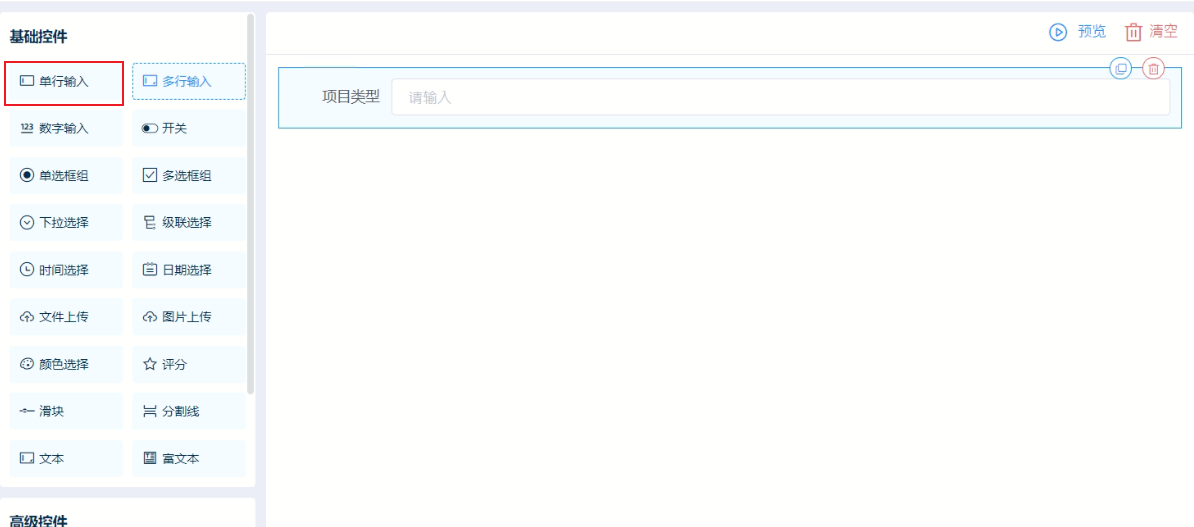 基础控件
单行输入
多行输入
123 数字输入
开关
单选框组
多选框组
下拉选择
级联选择
时间选择
日期选择
文件上传
图片上传
颜色选择
评分
滑块
分割线
文本
富文本
高级控件
预览
清空
项目类型
请输入